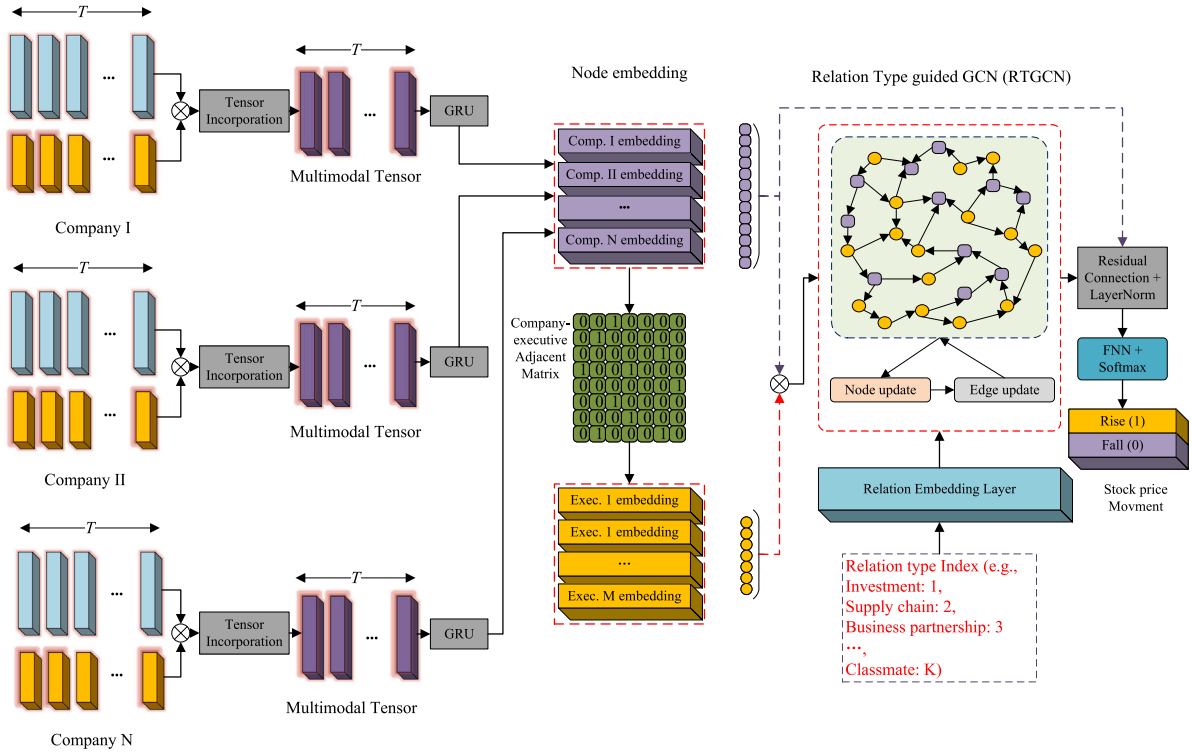 T
...
...
Tensor
Incorporation
T
...
Multimodal Tensor
GRU
Company I
T
...
...
Tensor
Incorporation
T
...
Multimodal Tensor
GRU
Company II
T
...
...
Tensor
Incorporation
T
...
Multimodal Tensor
GRU
Company N
Node embedding
Comp. I embedding
Comp. II embedding
...
Comp. N embedding
Company-
executive
Adjacent
Matrix
0 0 1 0 0 0 0
0 1 0 0 0 0 0
0 0 0 0 0 1 0
1 0 0 0 0 0 0
0 0 0 0 0 0 1
0 0 0 0 0 0 0
0 0 0 1 0 0 0
0 1 0 0 0 1 0
Exec. 1 embedding
Exec. 1 embedding
...
Exec. M embedding
Relation Type guided GCN (RTGCN)
Node update
Edge update
Relation Embedding Layer
Relation type Index (e.g.,
Investment: 1,
Supply chain: 2,
Business partnership: 3
...,
Classmate: K)
Residual
Connection +
LayerNorm
FNN +
Softmax
Rise (1)
Fall (0)
Stock price
Movment